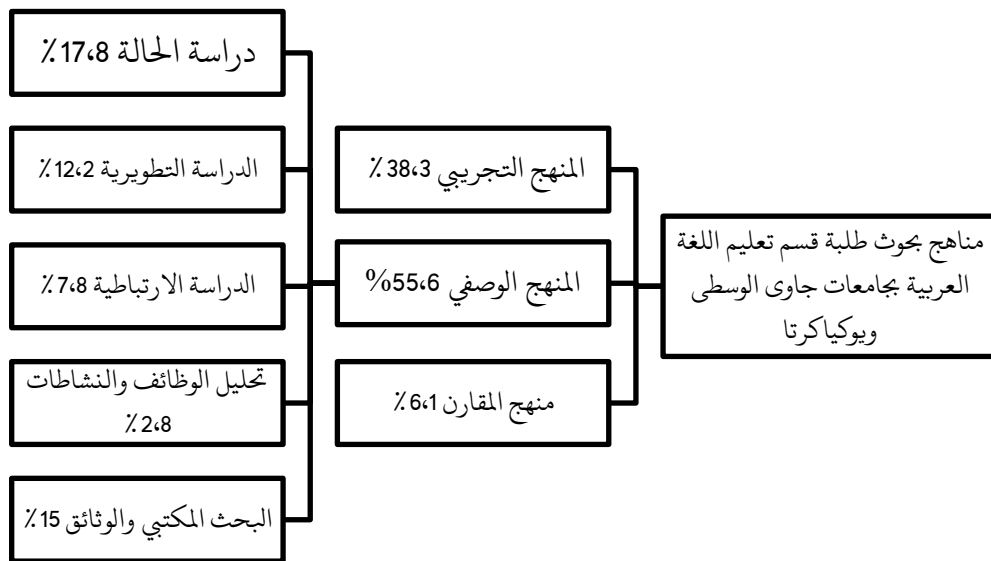 مناهج بحوث طلبة قسم تعليم اللغة
العربية بجامعات جاوى الوسطى
ويوكياكرتا
المنهج التجريبي 38،3٪
المنهج الوصفي 55،6%
منهج المقارن 6،1٪
دراسة الحالة 17،8٪
الدراسة التطويرية 12،2٪
الدراسة الارتباطية 7،8٪
تحليل الوظائف والنشاطات
2،8٪
البحث المكتبي والوثائق 15٪